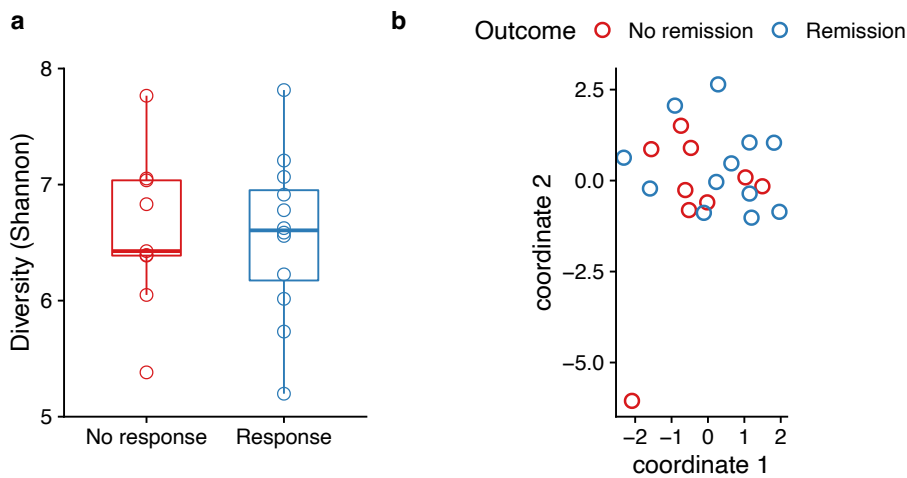 a
b
Outcome No remission Remission
8
7
6
5
Diversity (Shannon)
No response Response
2.5
0.0
−2.5
−5.0
coordinate 2
−2 −1 0 1 2
coordinate 1